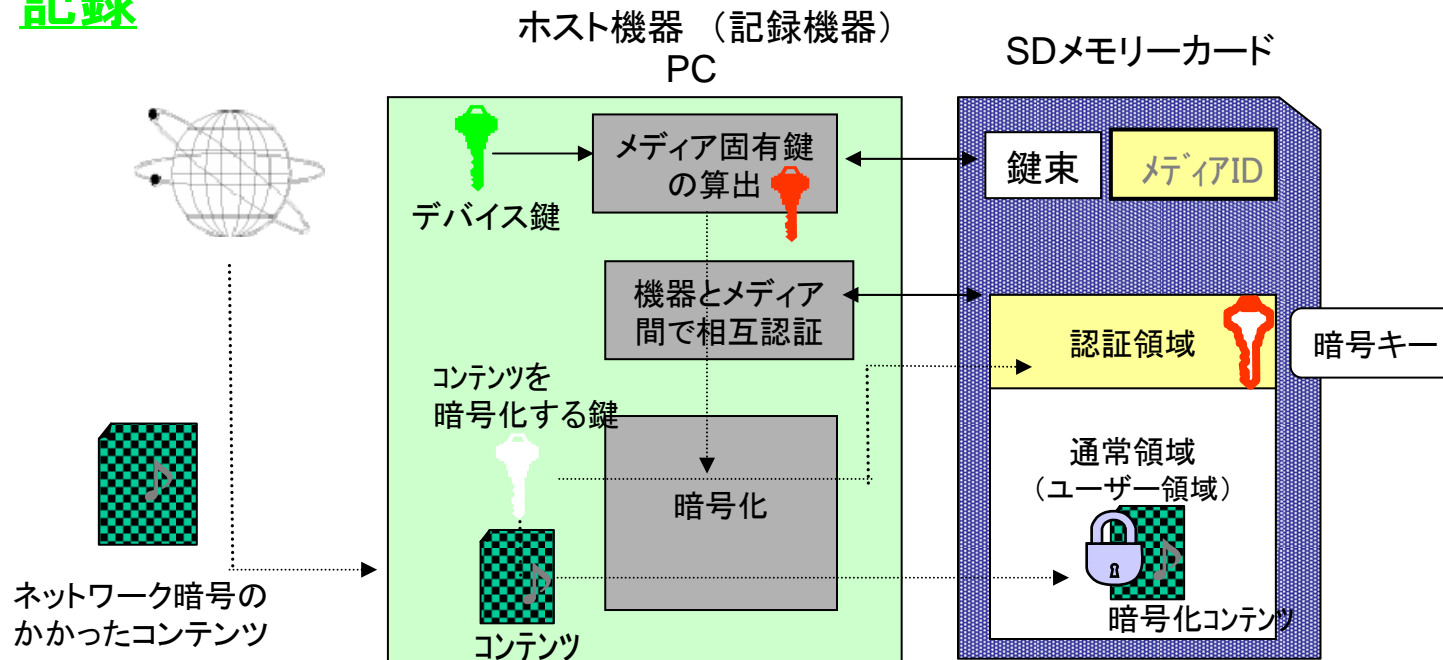 記録
ホスト機器 （記録機器）
PC
SDメモリーカード
メディア固有鍵
の算出
デバイス鍵
鍵束
メディアID
機器とメディア
間で相互認証
認証領域
暗号キー
コンテンツを
暗号化する鍵
暗号化
通常領域
（ユーザー領域）
暗号化コンテンツ
コンテンツ
ネットワーク暗号の
かかったコンテンツ